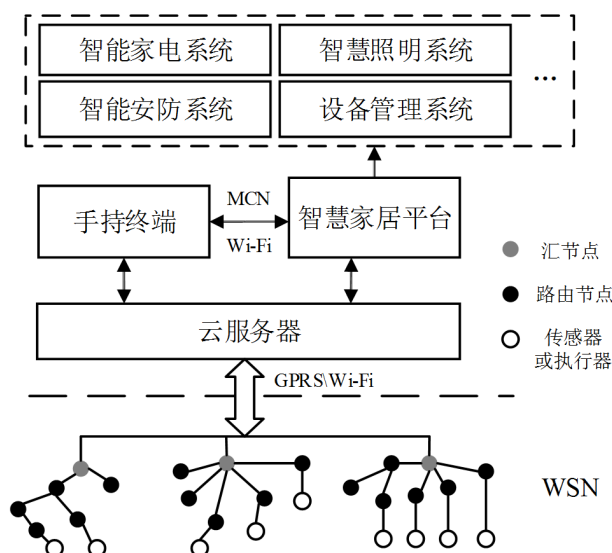 智能家电系统
智慧照明系统
...
智能安防系统
设备管理系统
手持终端
MCN
Wi-Fi
智慧家居平台
汇节点
路由节点
传感器
或执行器
云服务器
GPRS\Wi-Fi
WSN